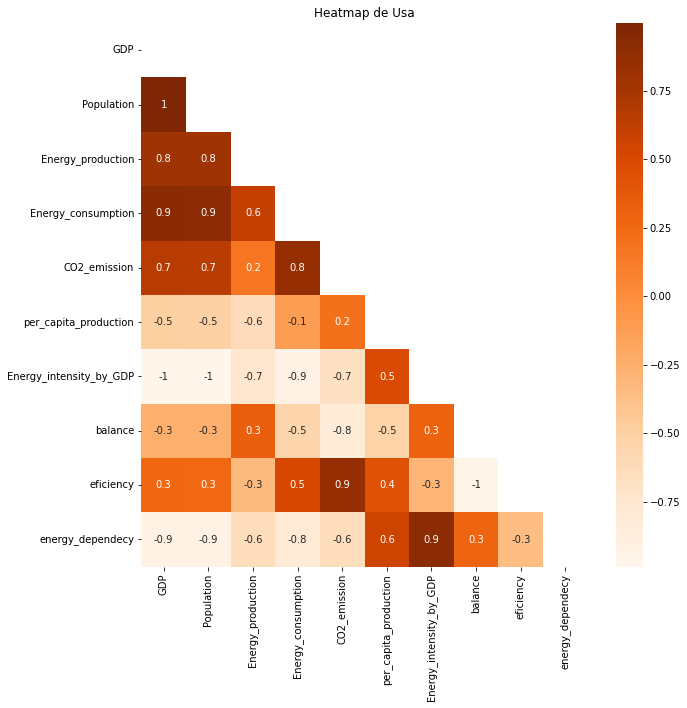 Heatmap de Usa
GDP
Population
1
Energy_production
0.8 0.8
Energy_consumption
0.9 0.9 0.6
CO2_emission
0.7 0.7 0.2 0.8
per_capita_production
-0.5 -0.5 -0.6 -0.1 0.2
Energy_intensity_by_GDP
-1 -1 -0.7 -0.9 -0.7 0.5
balance
-0.3 -0.3 0.3 -0.5 -0.8 -0.5 0.3
eficiency
0.3 0.3 -0.3 0.5 0.9 0.4 -0.3 -1
energy_dependecy
-0.9 -0.9 -0.6 -0.8 -0.6 0.6 0.9 0.3 -0.3
GDP
Population
Energy_production
Energy_consumption
CO2_emission
per_capita_production
Energy_intensity_by_GDP
balance
eficiency
energy_dependecy
0.75
0.50
0.25
0.00
−0.25
−0.50
−0.75